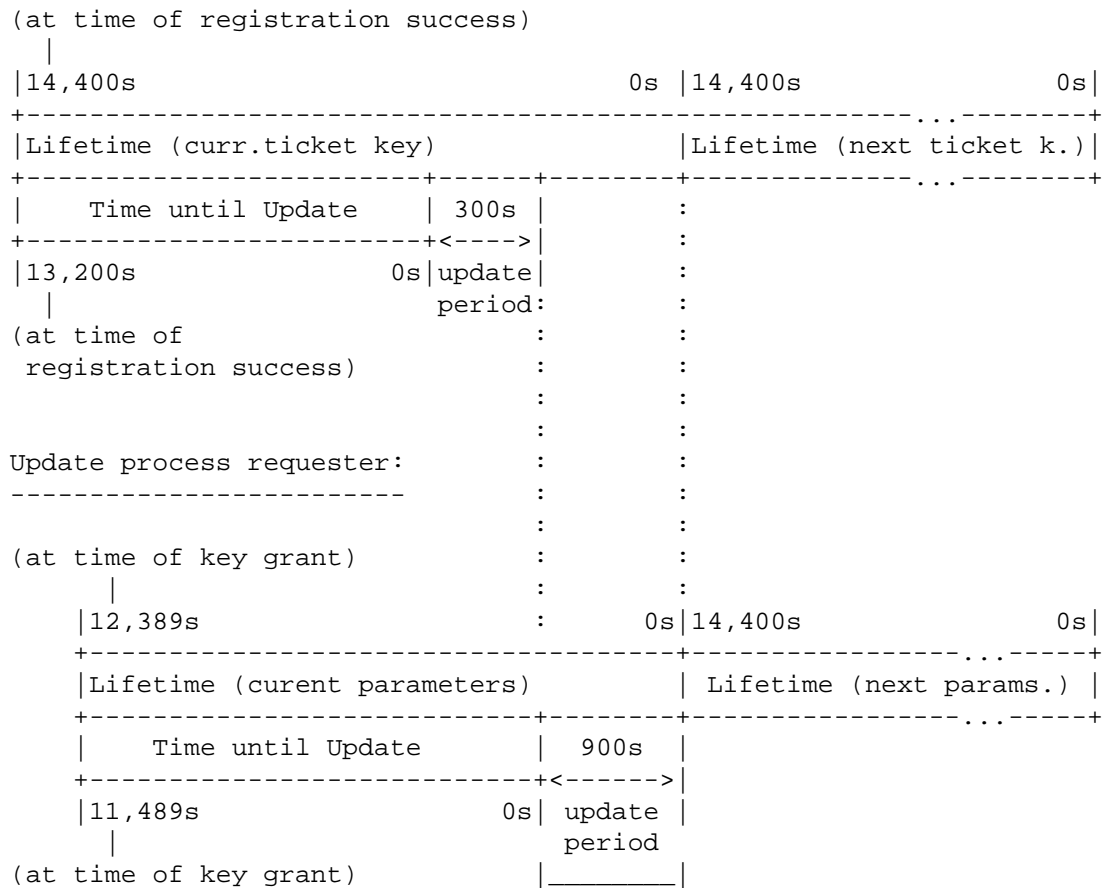 (at time of registration success)
|
|14,400s 0s |14,400s 0s|
+--------------------------------------------------------...--------+
|Lifetime (curr.ticket key) |Lifetime (next ticket k.)|
+-------------------------+------+--------+--------------...--------+
| Time until Update | 300s | :
+-------------------------+<---->| :
|13,200s 0s|update| :
| period: :
(at time of : :
registration success) : :
: :
: :
Update process requester: : :
------------------------- : :
: :
(at time of key grant) : :
| : :
|12,389s : 0s|14,400s 0s|
+-------------------------------------+-----------------...-----+
|Lifetime (curent parameters) | Lifetime (next params.) |
+----------------------------+--------+-----------------...-----+
| Time until Update | 900s |
+----------------------------+<------>|
|11,489s 0s| update |
| period
(at time of key grant) |________|